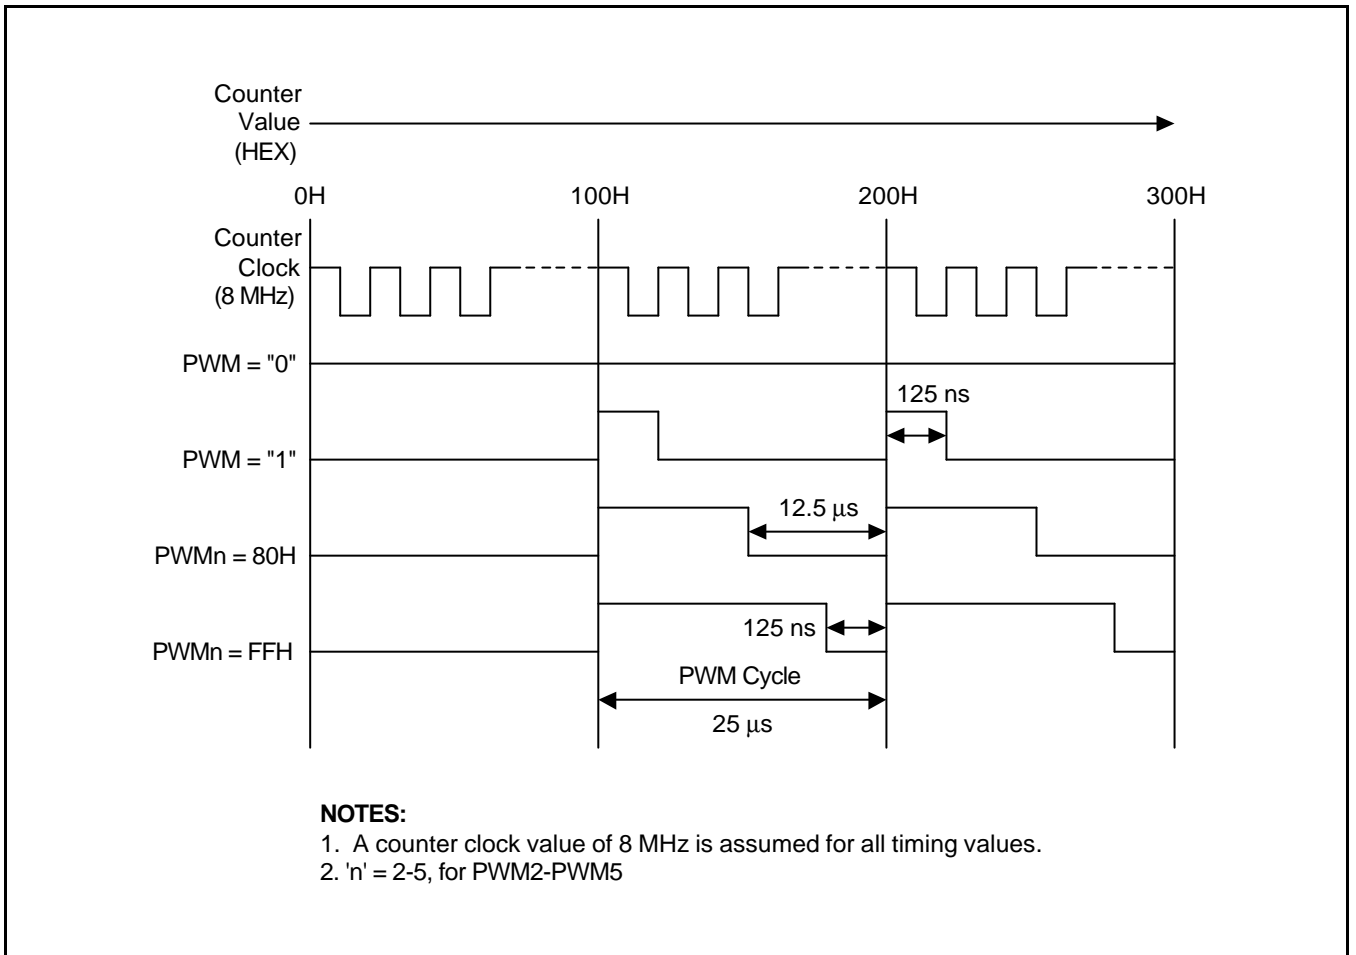 Counter
Value
(HEX)
0H 100H 200H 300H
Counter
Clock
(8 MHz)
PWM = "0"
125 ns
PWM = "1"
12.5 μs
PWMn = 80H
125 ns
PWMn = FFH
PWM Cycle
25 μs
NOTES:
1. A counter clock value of 8 MHz is assumed for all timing values.
2. 'n' = 2-5, for PWM2-PWM5